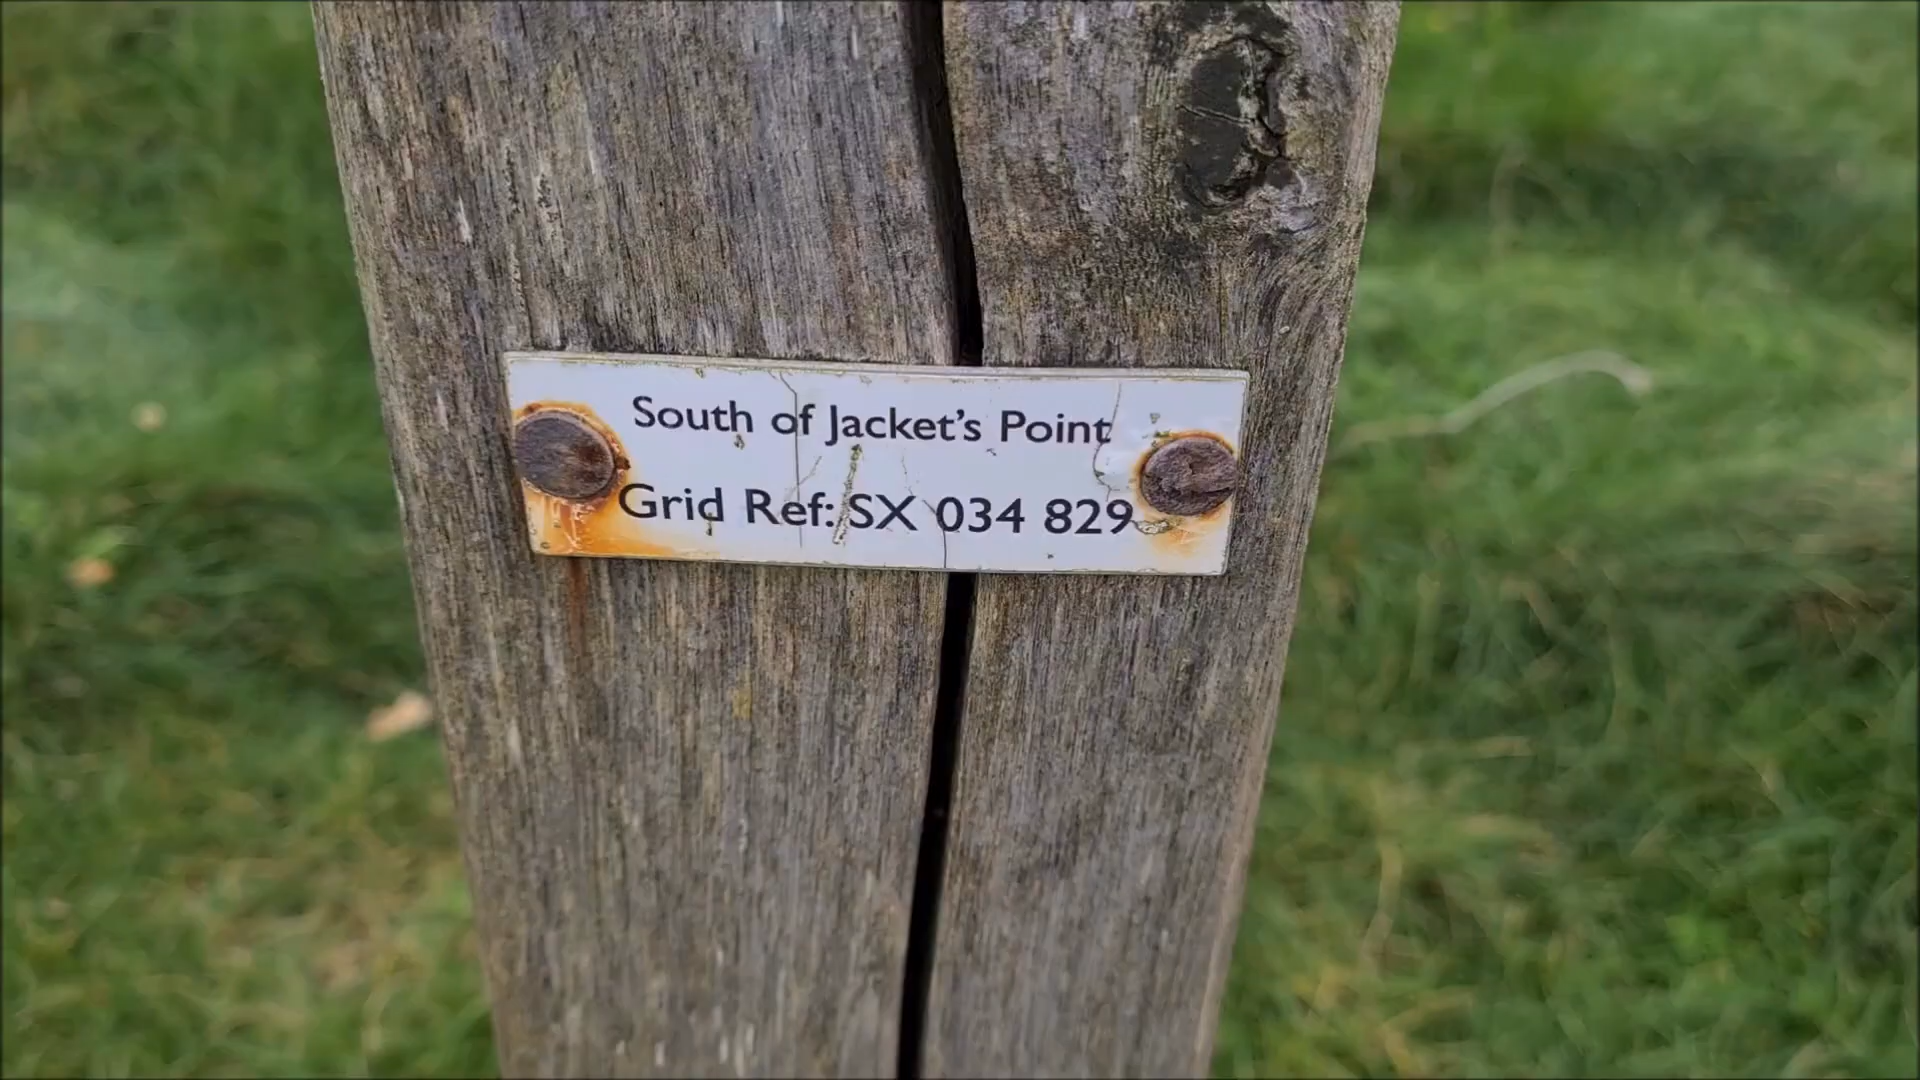 South of Jacket’s Point
Grid Ref: SX 034 829